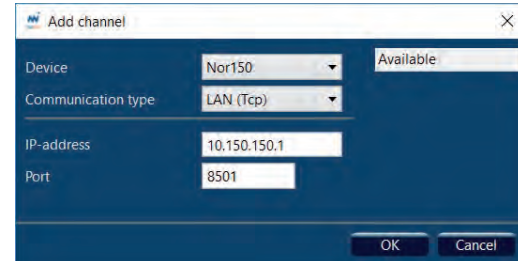 Add channel
Device Nor150 Available
Communication type LAN (Tcp)
IP-address 10.150.150.1
Port 8501
OK Cancel